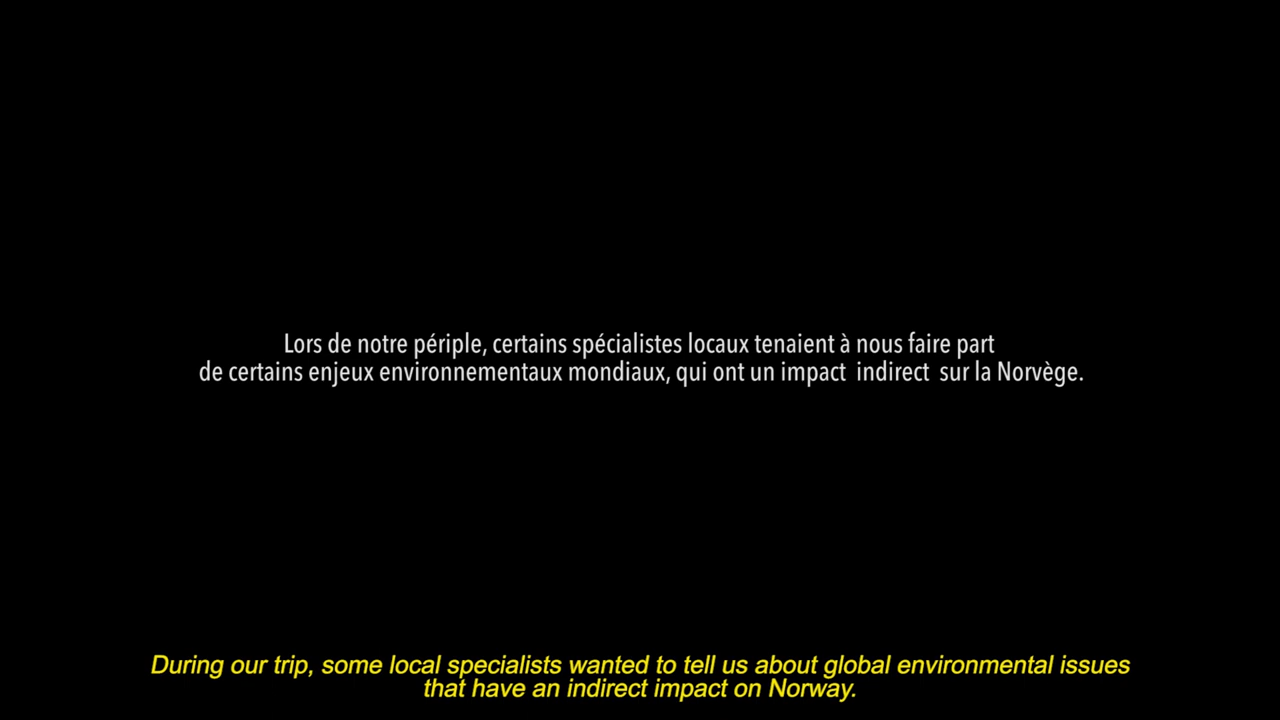 Lors de notre périple, certains spécialistes locaux tenaient à nous faire part
de certains enjeux environnementaux mondiaux, qui ont un impact  indirect  sur la Norvège.
During our trip, some local specialists wanted to tell us about global environmental issues
that have an indirect impact on Norway.